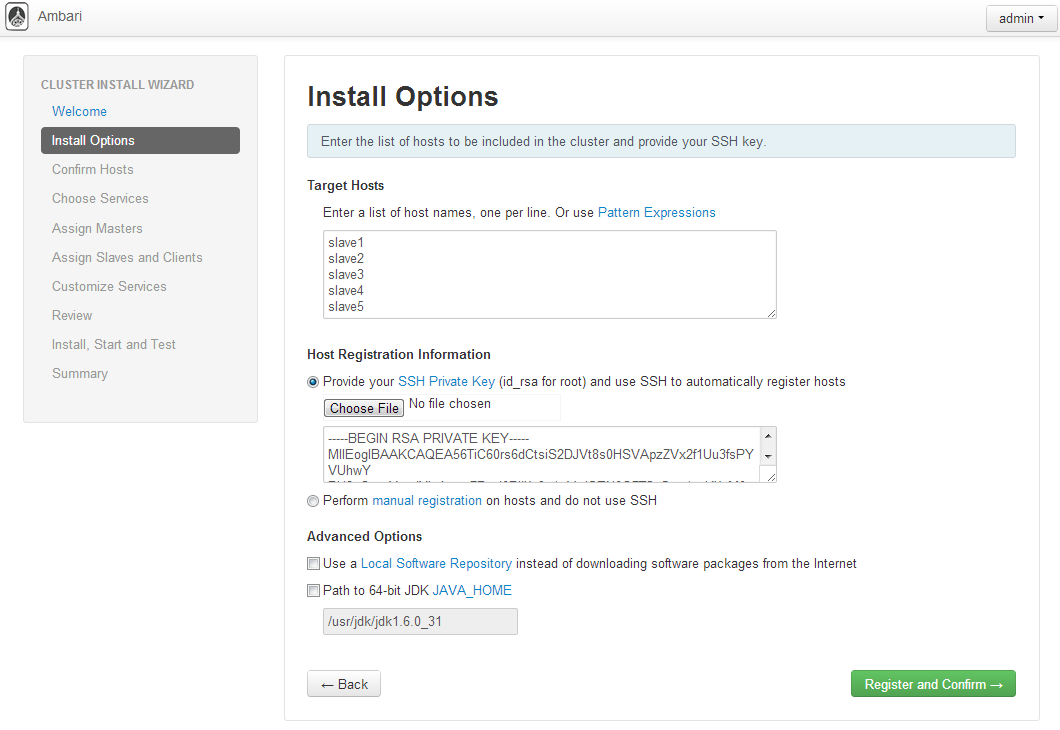 Ambari
admin
CLUSTER INSTALL WIZARD
Welcome
Install Options
Confirm Hosts
Choose Services
Assign Masters
Assign Slaves and Clients
Customize Services
Review
Install, Start and Test
Summary
Install Options
Enter the list of hosts to be included in the cluster and provide your SSH key.
Target Hosts
Enter a list of host names, one per line. Or use Pattern Expressions
slave1
slave2
slave3
slave4
slave5
Host Registration Information
Provide your SSH Private Key (id_rsa for root) and use SSH to automatically register hosts
Choose File No file chosen
-----BEGIN RSA PRIVATE KEY-----
MIIEogIBAAKCAQEA56TiC60rs6dCtsiS2DJVt8s0HSVApzZVx2f1Uu3fsPY
VUhwY
Perform manual registration on hosts and do not use SSH
Advanced Options
Use a Local Software Repository instead of downloading software packages from the Internet
Path to 64-bit JDK JAVA_HOME
/usr/jdk/jdk1.6.0_31
← Back
Register and Confirm →